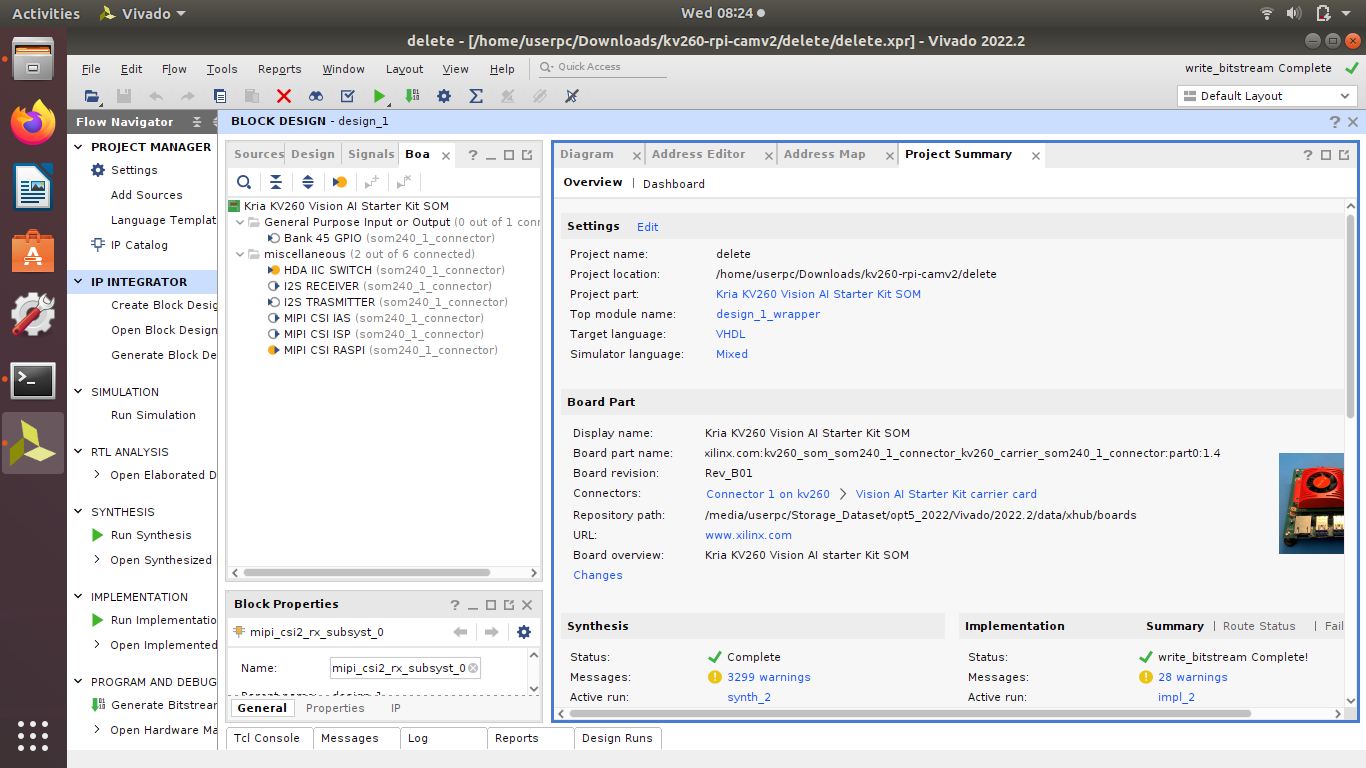 Activities Vivado Wed 08:24
delete - [/home/userpc/Downloads/kv260-rpi-camv2/delete/delete.xpr] - Vivado 2022.2
File Edit Flow Tools Reports Window Layout View Help Quick Access write_bitstream Complete
Default Layout
Flow Navigator
PROJECT MANAGER
Settings
Add Sources
Language Templat
IP Catalog
IP INTEGRATOR
Create Block Desig
Open Block Design
Generate Block De
SIMULATION
Run Simulation
RTL ANALYSIS
Open Elaborated D
SYNTHESIS
Run Synthesis
Open Synthesized
IMPLEMENTATION
Run Implementatio
Open Implemented
PROGRAM AND DEBUG
Generate Bitstrear
Open Hardware Ma
BLOCK DESIGN - design_1
Sources Design Signals Boa
Kria KV260 Vision AI Starter Kit SOM
General Purpose Input or Output (0 out of 1 conr
Bank 45 GPIO (som240_1_connector)
miscellaneous (2 out of 6 connected)
HDA IIC SWITCH (som240_1_connector)
I2S RECEIVER (som240_1_connector)
I2S TRASMITTER (som240_1_connector)
MIPI CSI IAS (som240_1_connector)
MIPI CSI ISP (som240_1_connector)
MIPI CSI RASPI (som240_1_connector)
Block Properties
mipi_csi2_rx_subsyst_0
Name: mipi_csi2_rx_subsyst_0
General Properties IP
Diagram Address Editor Address Map Project Summary
Overview | Dashboard
Settings Edit
Project name: delete
Project location: /home/userpc/Downloads/kv260-rpi-camv2/delete
Project part: Kria KV260 Vision AI Starter Kit SOM
Top module name: design_1_wrapper
Target language: VHDL
Simulator language: Mixed
Board Part
Display name: Kria KV260 Vision AI Starter Kit SOM
Board part name: xilinx.com:kv260_som_som240_1_connector_kv260_carrier_som240_1_connector:part0:1.4
Board revision: Rev_B01
Connectors: Connector 1 on kv260 > Vision AI Starter Kit carrier card
Repository path: /media/userpc/Storage_Dataset/opt5_2022/Vivado/2022.2/data/xhub/boards
URL: www.xilinx.com
Board overview: Kria KV260 Vision AI starter Kit SOM
Changes
Synthesis
Status: Complete
Messages: 3299 warnings
Active run: synth_2
Implementation Summary | Route Status | Fail
Status: write_bitstream Complete!
Messages: 28 warnings
Active run: impl_2
Tcl Console Messages Log Reports Design Runs